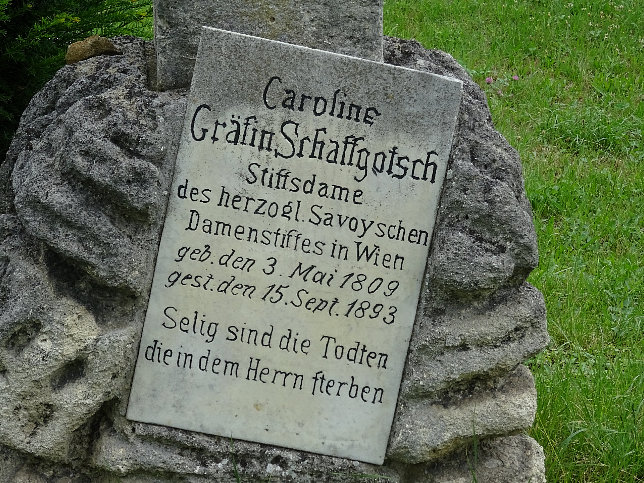 Caroline
Gräfin Schaffgotsch
Stiftsdame
des herzogl. Savoyschen
Damenstiftes in Wien
geb. den 3. Mai 1809
gest. den 15. Sept. 1893
Selig sind die Todten
die in dem Herrn sterben